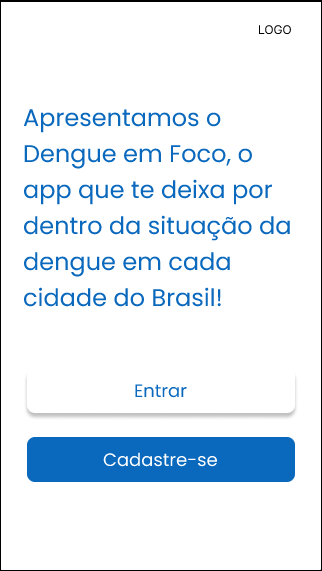 LOGO
Apresentamos o
Dengue em Foco, o
app que te deixa por
dentro da situação da
dengue em cada
cidade do Brasil!
Entrar
Cadastre-se